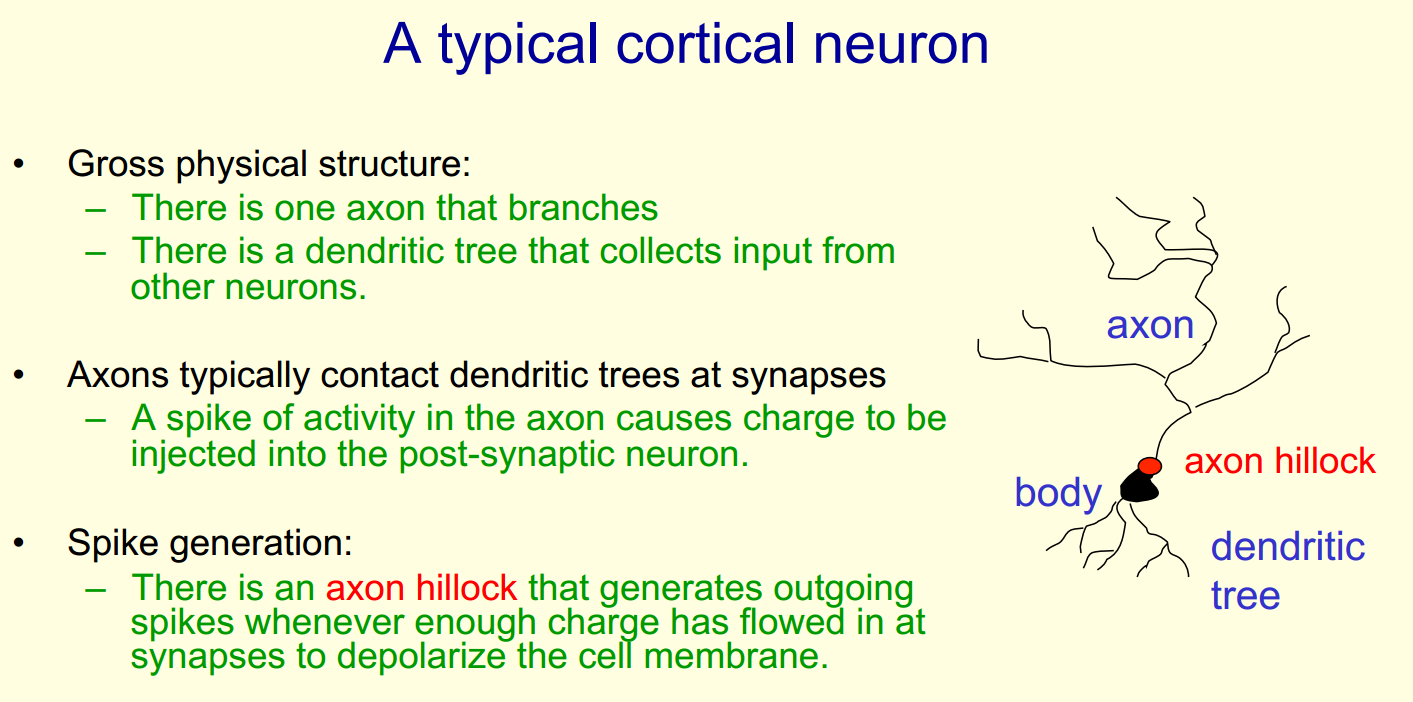 A typical cortical neuron
• Gross physical structure:
– There is one axon that branches
– There is a dendritic tree that collects input from
other neurons.
• Axons typically contact dendritic trees at synapses
– A spike of activity in the axon causes charge to be
injected into the post-synaptic neuron.
• Spike generation:
– There is an axon hillock that generates outgoing
spikes whenever enough charge has flowed in at
synapses to depolarize the cell membrane.
axon
axon hillock
body
dendritic
tree